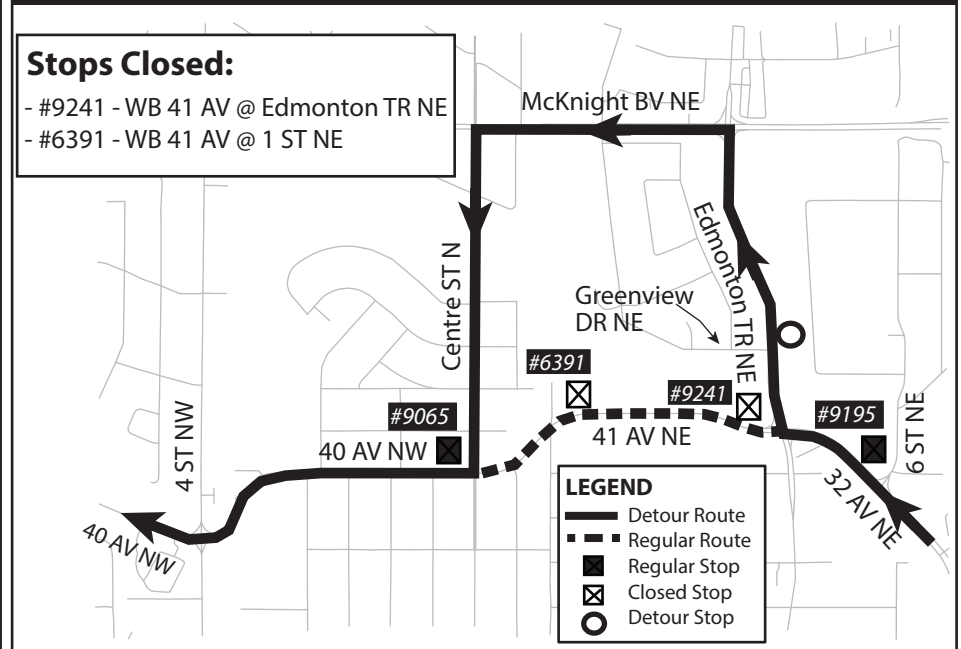 Stops Closed:
- #9241 - WB 41 AV @ Edmonton TR NE
- #6391 - WB 41 AV @ 1 ST NE
McKnight BV NE
Edmonton TR NE
Centre ST N
Greenview
DR NE
#6391
#9241
#9065
#9195
41 AV NE
40 AV NW
4 ST NW
6 ST NE
32 AV NE
40 AV NW
LEGEND
Detour Route
Regular Route
Regular Stop
Closed Stop
Detour Stop